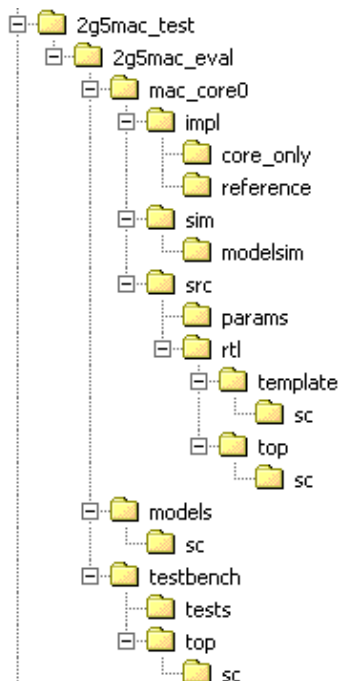 2g5mac_test
2g5mac_eval
mac_core0
impl
core_only
reference
sim
modelsim
src
params
rtl
template
sc
top
sc
models
sc
testbench
tests
top
sc